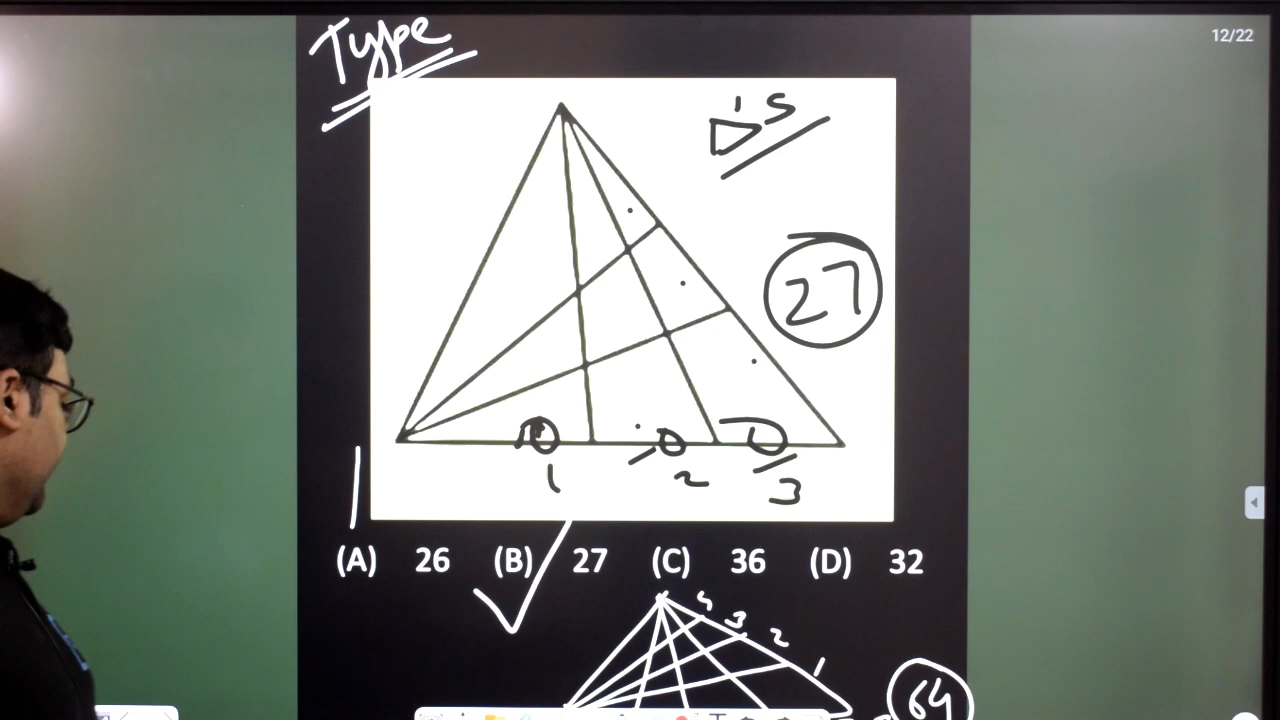 12/22
Type
△'s
27
1 2 3
(A) 26 (B) 27 (C) 36 (D) 32
4
3
2
1
64